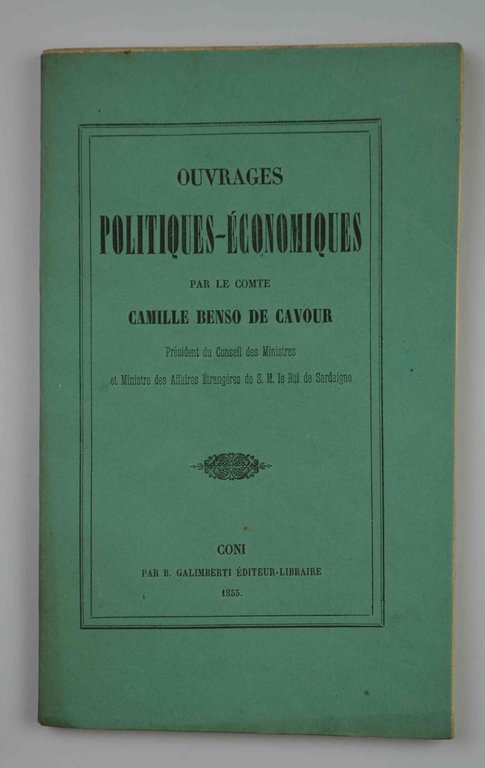 OUVRAGES
POLITIQUES-ÉCONOMIQUES
PAR LE COMTE
CAMILLE BENSO DE CAVOUR
Président du Conseil des Ministres
et Ministre des Affaires Étrangères de S. M. le Roi de Sardaigne
CONI
PAR B. GALIMBERTI ÉDITEUR-LIBRAIRE
1855.